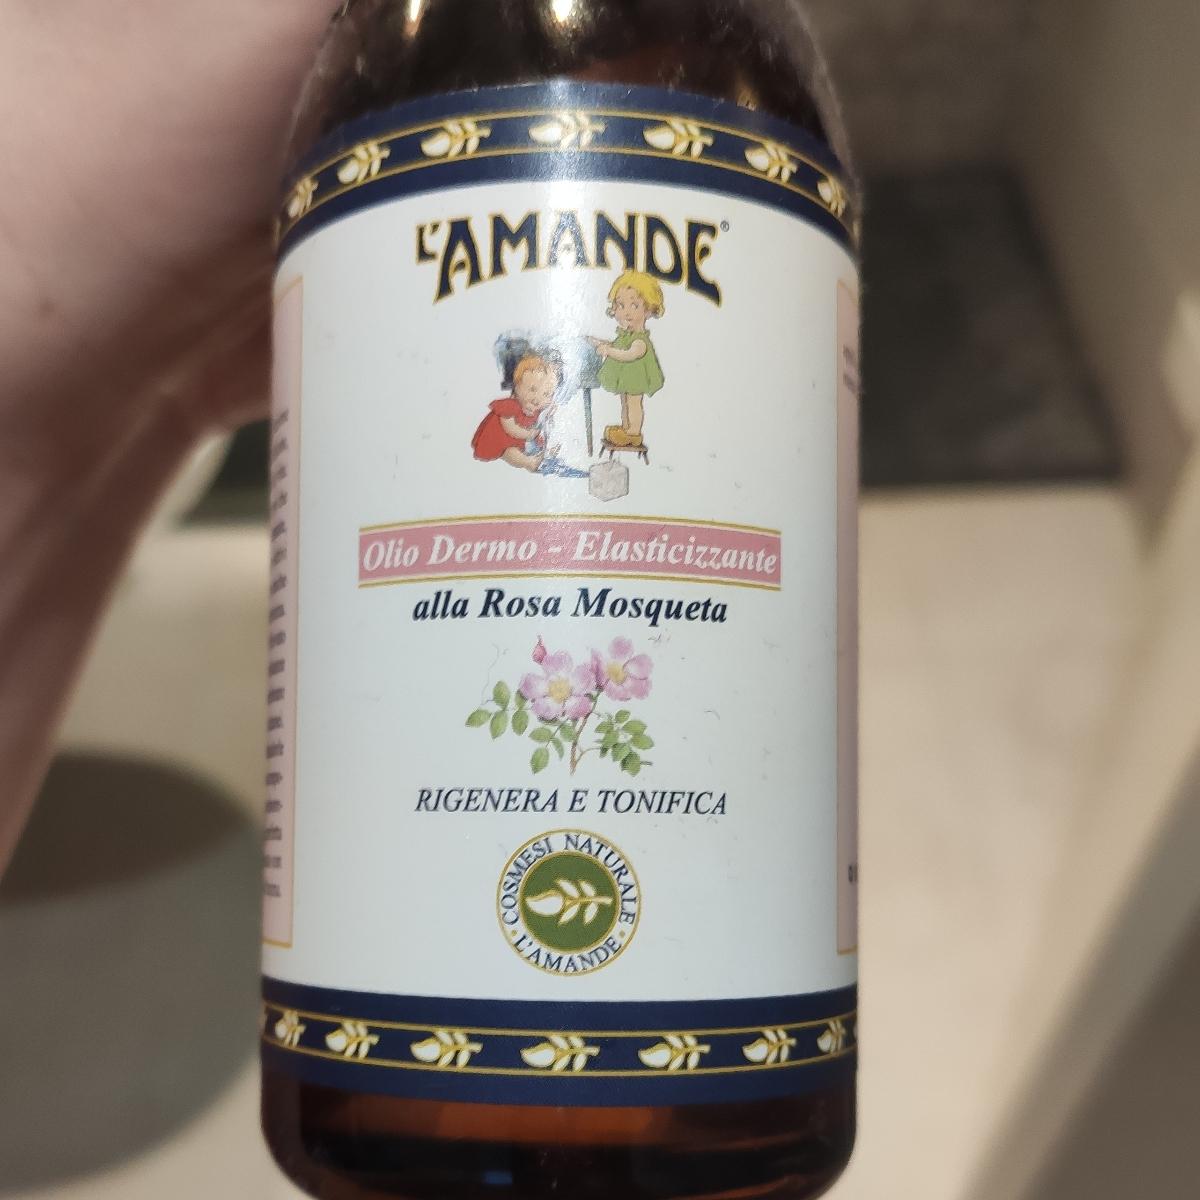 L'AMANDE®
Olio Dermo - Elasticizzante
alla Rosa Mosqueta
RIGENERA E TONIFICA
COSMESI NATURALE
· L'AMANDE ·